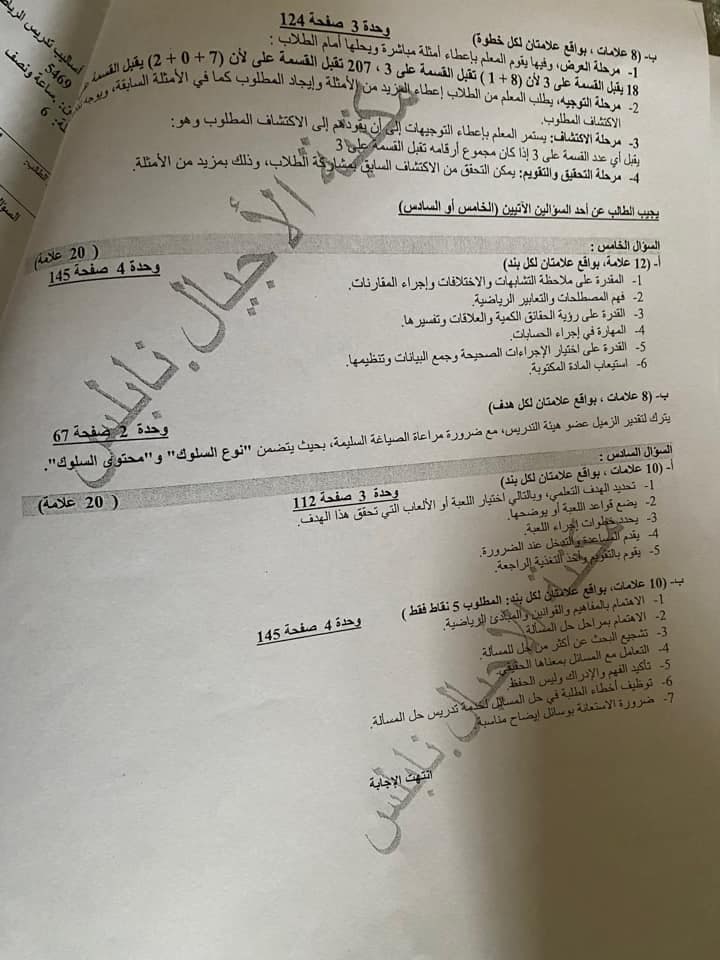 وحدة 3 صفحة 124
ب- (8 علامات ، بواقع علامتان لكل خطوة)
1- مرحلة العرض، وفيها يقوم المعلم بإعطاء أمثلة مباشرة ويحلها أمام الطلاب :
18 يقبل القسمة على 3 لأن (8 + 1) تقبل القسمة على 3 ، 207 تقبل القسمة على لأن (7 + 0 + 2) يقبل القسمة
2- مرحلة التوجيه، يطلب المعلم من الطلاب إعطاء المزيد من الأمثلة وإيجاد المطلوب كما في الأمثلة السابقة، ويوجه
الاكتشاف المطلوب.
3- مرحلة الاكتشاف: يستمر المعلم بإعطاء التوجيهات إلى أن يقودهم إلى الاكتشاف المطلوب وهو:
يقبل أي عدد القسمة على 3 إذا كان مجموع أرقامه تقبل القسمة على 3
4- مرحلة التحقيق والتقويم: يمكن التحقق من الاكتشاف السابق بمشاركة الطلاب، وذلك بمزيد من الأمثلة.
يجيب الطالب عن أحد السؤالين الآتيين (الخامس أو السادس)
السؤال الخامس : ( 20 علامة)
أ- (12 علامة، بواقع علامتان لكل بند) وحدة 4 صفحة 145
1- المقدرة على ملاحظة التشابهات والاختلافات وإجراء المقارنات.
2- فهم المصطلحات والتعابير الرياضية.
3- القدرة على رؤية الحقائق الكمية والعلاقات وتفسيرها.
4- المهارة في إجراء الحسابات.
5- القدرة على اختيار الإجراءات الصحيحة وجمع البيانات وتنظيمها.
6- استيعاب المادة المكتوبة.
ب- (8 علامات ، بواقع علامتان لكل هدف) وحدة 2 صفحة 67
يترك لتقدير الزميل عضو هيئة التدريس، مع ضرورة مراعاة الصياغة السليمة، بحيث يتضمن "نوع السلوك" و"محتوى السلوك".
السؤال السادس : ( 20 علامة)
أ- (10 علامات ، بواقع علامتان لكل بند) وحدة 3 صفحة 112
1- تحديد الهدف التعلمي، وبالتالي اختيار اللعبة أو الألعاب التي تحقق هذا الهدف.
2- يضع قواعد اللعبة أو يوضحها.
3- يحدد خطوات إجراء اللعبة.
4- يقدم المساعدة والتدخل عند الضرورة.
5- يقوم بالتقويم وأخذ التغذية الراجعة.
ب- (10 علامات، بواقع علامتان لكل بند: المطلوب 5 نقاط فقط ) وحدة 4 صفحة 145
1- الاهتمام بالمفاهيم والقوانين والمبادئ الرياضية.
2- الاهتمام بمراحل حل المسألة.
3- تشجيع البحث عن أكثر من حل للمسألة.
4- التعامل مع المسائل بمعناها الحقيقي.
5- تأكيد الفهم والإدراك وليس الحفظ.
6- توظيف أخطاء الطلبة في حل المسائل لخدمة تدريس حل المسألة.
7- ضرورة الاستعانة بوسائل إيضاح مناسبة.
انتهت الإجابة
مكتبة الأجيال نابلس
مكتبة الأجيال نابلس
5469
ساعة ونصف
6